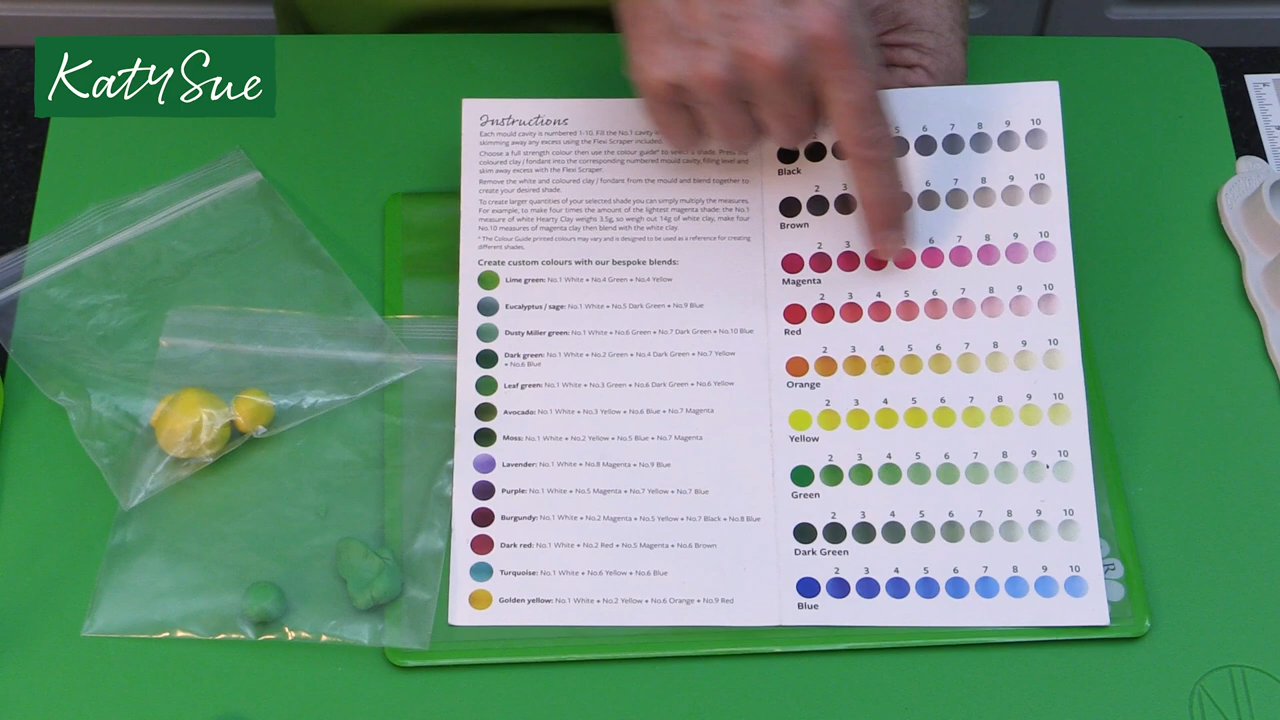 Katy Sue
Instructions
Each mould cavity is numbered 1-10. Fill the No.1 cavity
skimming away any excess using the Flexi Scraper included.
Choose a full strength colour then use the colour guide* to select a shade. Press the
coloured clay / fondant into the corresponding numbered mould cavity, filling level and
skim away excess with the Flexi Scraper.
Remove the white and coloured clay / fondant from the mould and blend together to
create your desired shade.
To create larger quantities of your selected shade you can simply multiply the measures.
For example; to make four times the amount of the lightest magenta shade; the No.1
measure of white Hearty Clay weighs 3.5g, so weigh out 14g of white clay, make four
No.10 measures of magenta clay then blend with the white clay.
* The Colour Guide printed colours may vary and is designed to be used as a reference for creating
different shades.
Create custom colours with our bespoke blends:
Lime green: No.1 White + No.4 Green + No.4 Yellow
Eucalyptus / sage: No.1 White + No.5 Dark Green + No.9 Blue
Dusty Miller green: No.1 White + No.6 Green + No.7 Dark Green + No.10 Blue
Dark green: No.1 White + No.2 Green + No.4 Dark Green + No.7 Yellow
+ No.6 Blue
Leaf green: No.1 White + No.3 Green + No.6 Dark Green + No.6 Yellow
Avocado: No.1 White + No.3 Yellow + No.6 Blue + No.7 Magenta
Moss: No.1 White + No.2 Yellow + No.5 Blue + No.7 Magenta
Lavender: No.1 White + No.8 Magenta + No.9 Blue
Purple: No.1 White + No.5 Magenta + No.7 Yellow + No.7 Blue
Burgundy: No.1 White + No.2 Magenta + No.5 Yellow + No.7 Black + No.8 Blue
Dark red: No.1 White + No.2 Red + No.5 Magenta + No.6 Brown
Turquoise: No.1 White + No.6 Yellow + No.6 Blue
Golden yellow: No.1 White + No.2 Yellow + No.6 Orange + No.9 Red
2 5 6 7 8 9 10
Black
2 3 6 7 8 9 10
Brown
2 3 4 5 6 7 8 9 10
Magenta
2 3 4 5 6 7 8 9 10
Red
2 3 4 5 6 7 8 9 10
Orange
2 3 4 5 6 7 8 9 10
Yellow
2 3 4 5 6 7 8 9 10
Green
2 3 4 5 6 7 8 9 10
Dark Green
2 3 4 5 6 7 8 9 10
Blue